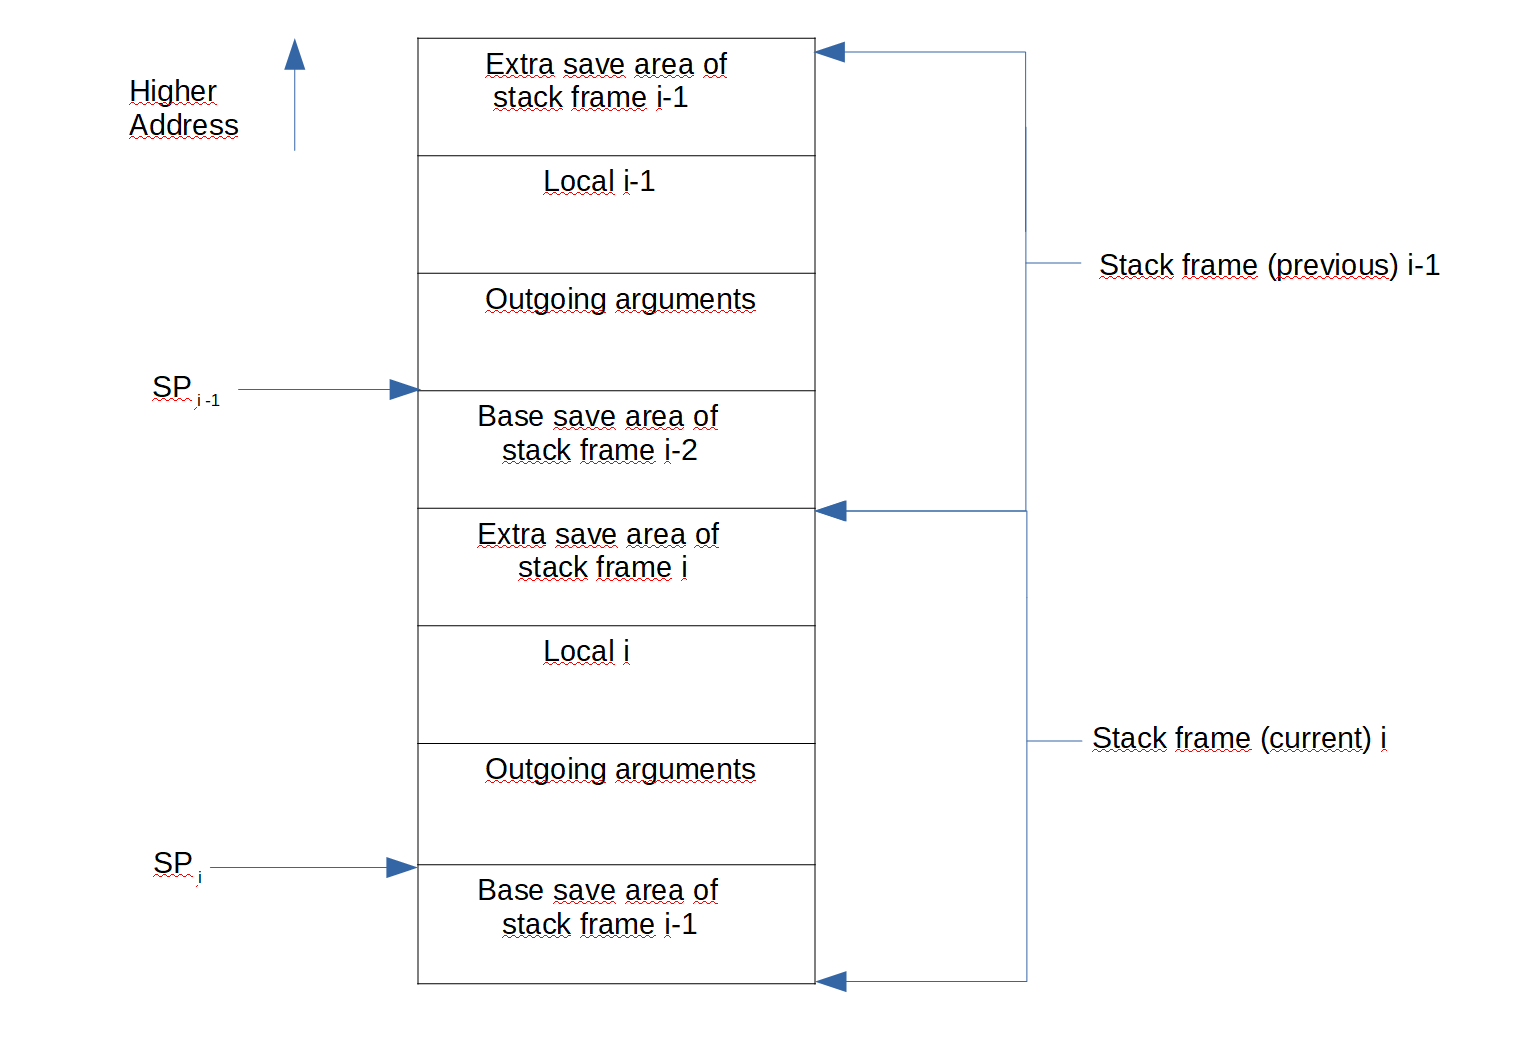 Extra save area of
stack frame i-1
Higher
Address
Local i-1
Stack frame (previous) i-1
Outgoing arguments
SP i -1
Base save area of
stack frame i-2
Extra save area of
stack frame i
Local i
Stack frame (current) i
Outgoing arguments
SP i
Base save area of
stack frame i-1